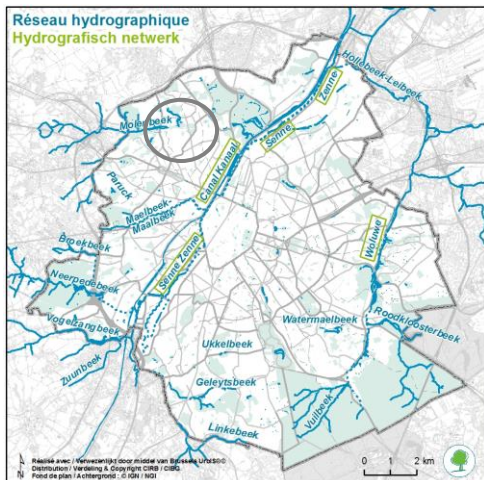 Réseau hydrographique
Hydrografisch netwerk
Hollebeek-Leibeek
Zenne
Molenbeek
Senne
Canal Kanaal
Paruck
Maelbeek
Maalbeek
Broekbeek
Woluwe
Neerpedebeek
Senne Zenne
Vogelzangbeek
Watermaelbeek
Roodkloosterbeek
Ukkelbeek
Zuunbeek
Geleytsbeek
Vuilbeek
Linkebeek
N
Réalisé avec / Verwezenlijkt door middel van Brussels UrbIS®©
Distribution / Verdeling & Copyright CIRB / CIBG
Fond de plan / Achtergrond : © IGN / NGI
0 1 2 km